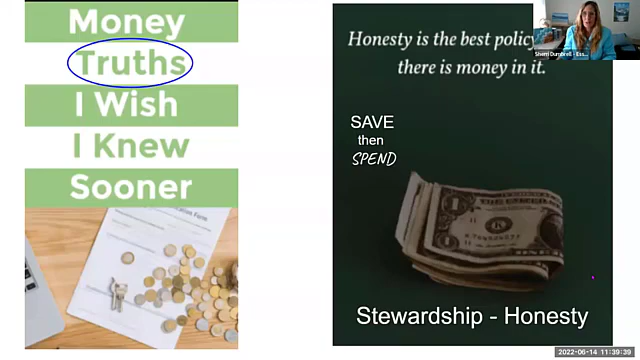 Money
Truths
I Wish
I Knew
Sooner
Honesty is the best policy
there is money in it.
SAVE
then
SPEND
Stewardship - Honesty
2022-06-14 11:39:39